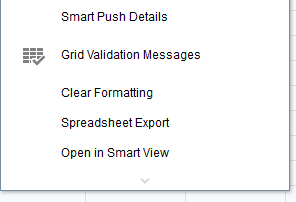 Smart Push Details
Grid Validation Messages
Clear Formatting
Spreadsheet Export
Open in Smart View